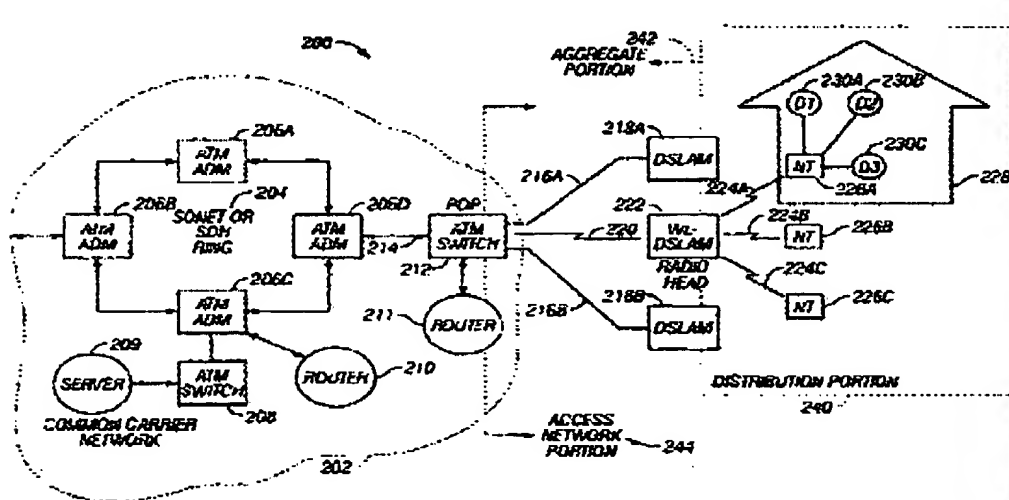 200
242
AGGREGATE
PORTION
230A
230B
D1
D2
230C
D3
NT
226A
228
206A
ATM
ADM
204
SONET OR
SDH
RING
206B
ATM
ADM
206D
ATM
ADM
214
POP
ATM
SWITCH
212
216A
218A
DSLAM
224A
222
WL-
DSLAM
RADIO
HEAD
220
224B
NT
226B
224C
NT
226C
206C
ATM
ADM
211
ROUTER
216B
DSLAM
209
SERVER
ATM
SWITCH
208
ROUTER
210
COMMON CARRIER
NETWORK
202
ACCESS
NETWORK
PORTION
244
DISTRIBUTION PORTION
240